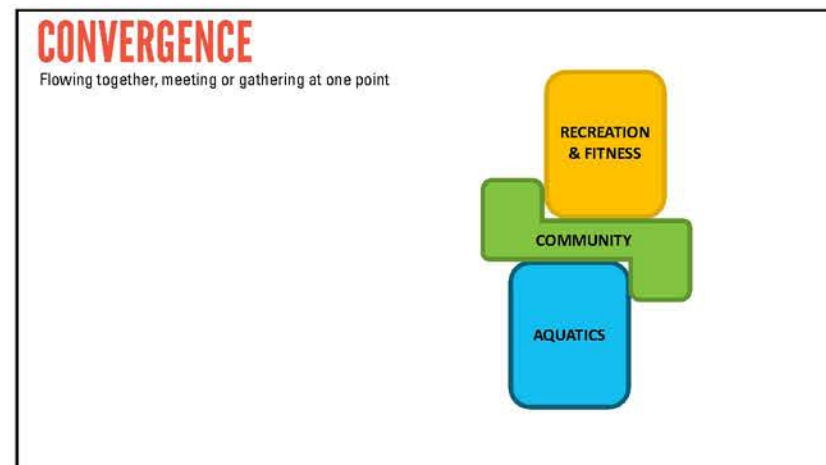 CONVERGENCE
Flowing together, meeting or gathering at one point
RECREATION
& FITNESS
COMMUNITY
AQUATICS